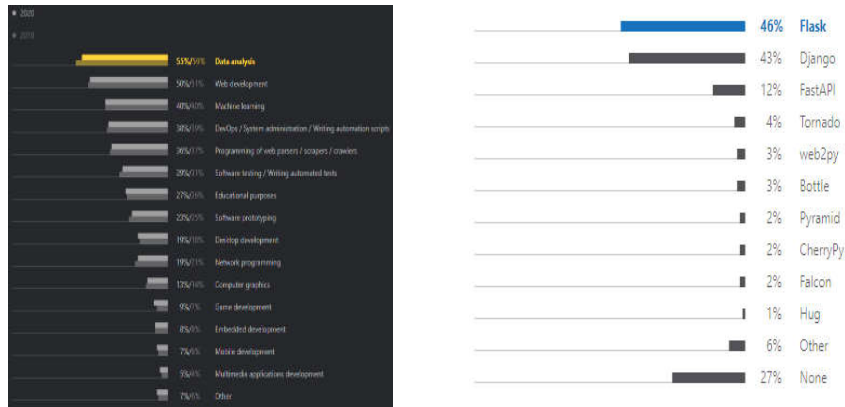 2020
2019
55%/59% Data analysis
50%/51% Web development
40%/40% Machine learning
38%/39% DevOps / System administration / Writing automation scripts
36%/37% Programming of web parsers / scrapers / crawlers
29%/31% Software testing / Writing automated tests
27%/26% Educational purposes
23%/25% Software prototyping
19%/18% Desktop development
19%/21% Network programming
13%/14% Computer graphics
9%/7% Game development
8%/8% Embedded development
7%/6% Mobile development
5%/4% Multimedia applications development
7%/6% Other
46% Flask
43% Django
12% FastAPI
4% Tornado
3% web2py
3% Bottle
2% Pyramid
2% CherryPy
2% Falcon
1% Hug
6% Other
27% None